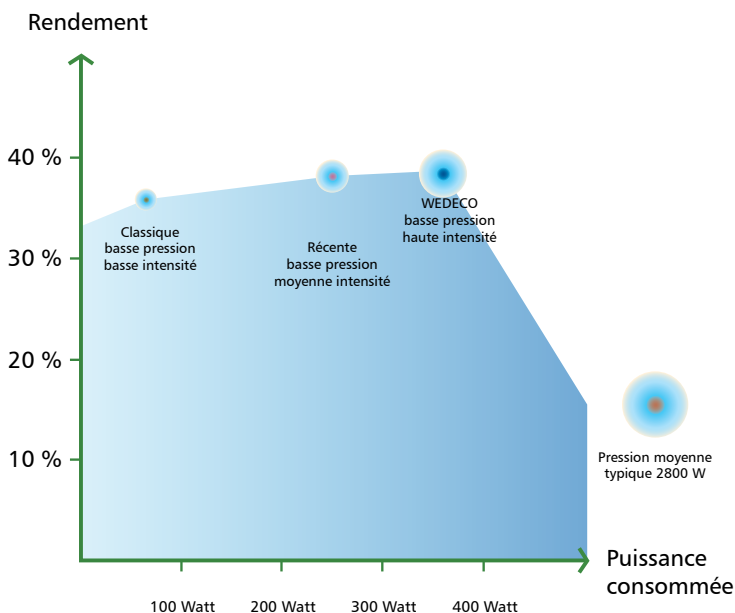 Rendement
40 %
30 %
20 %
10 %
Classique
basse pression
basse intensité
Récente
basse pression
moyenne intensité
WEDECO
basse pression
haute intensité
Pression moyenne
typique 2800 W
Puissance
consommée
100 Watt
200 Watt
300 Watt
400 Watt